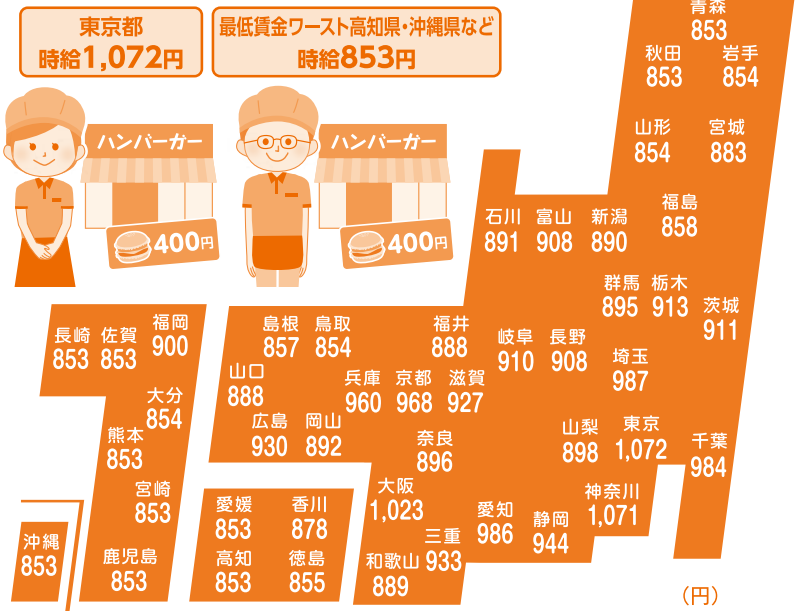 東京都
時給1,072円
最低賃金ワースト高知県・沖縄県など
時給853円
ハンバーガー
400円
ハンバーガー
400円
青森
853
秋田
853
岩手
854
山形
854
宮城
883
福島
858
石川
891
富山
908
新潟
890
群馬
895
栃木
913
茨城
911
長崎
853
佐賀
853
福岡
900
島根
857
鳥取
854
福井
888
岐阜
910
長野
908
埼玉
987
山口
888
兵庫
960
京都
968
滋賀
927
大分
854
広島
930
岡山
892
奈良
896
山梨
898
東京
1,072
千葉
984
熊本
853
宮崎
853
大阪
1,023
神奈川
1,071
愛媛
853
香川
878
愛知
986
静岡
944
三重
933
沖縄
853
鹿児島
853
高知
853
徳島
855
和歌山
889
（円）